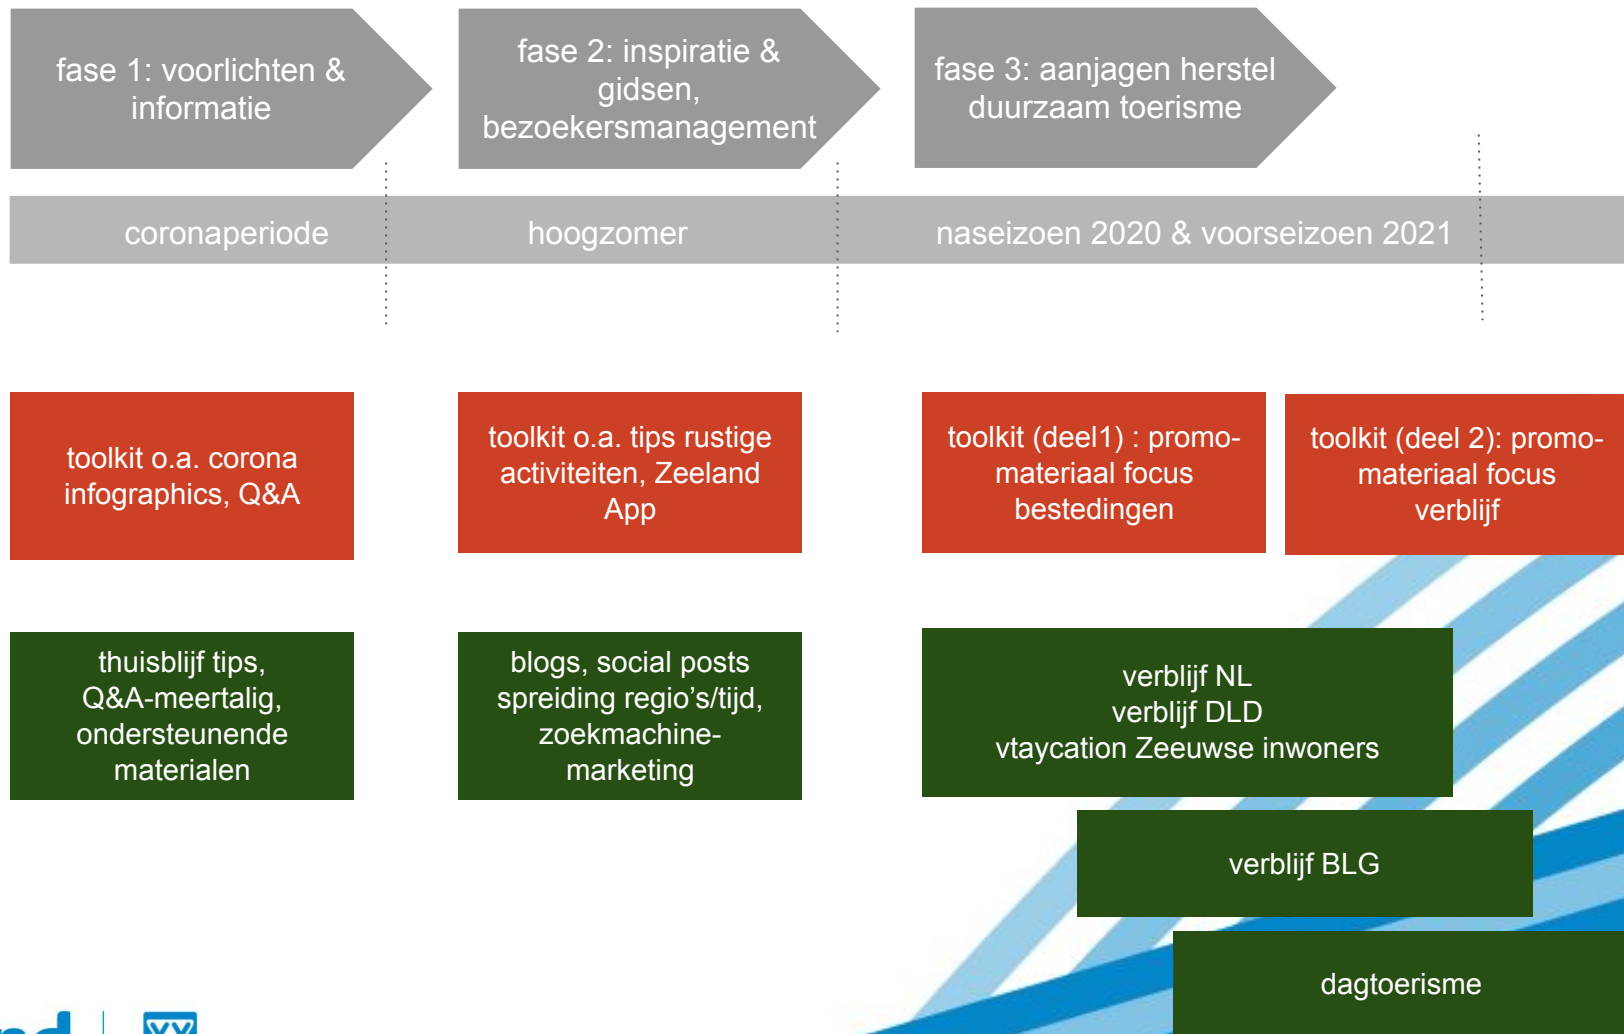 fase 1: voorlichten &
informatie
fase 2: inspiratie &
gidsen,
bezoekersmanagement
fase 3: aanjagen herstel
duurzaam toerisme
coronaperiode
hoogzomer
naseizoen 2020 & voorseizoen 2021
toolkit o.a. corona
infographics, Q&A
toolkit o.a. tips rustige
activiteiten, Zeeland
App
toolkit (deel1) : promo-
materiaal focus
bestedingen
toolkit (deel 2): promo-
materiaal focus
verblijf
thuisblijf tips,
Q&A-meertalig,
ondersteunende
materialen
blogs, social posts
spreiding regio's/tijd,
zoekmachine-
marketing
verblijf NL
verblijf DLD
vtaycation Zeeuwse inwoners
verblijf BLG
dagtoerisme